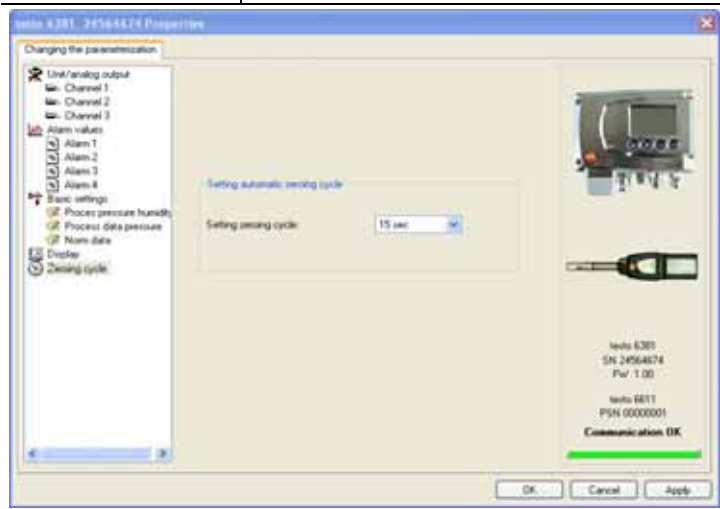 testo 6381 24564674 Properties
Changing the parameterization
Unit/analog output
Channel 1
Channel 2
Channel 3
Alarm values
Alarm 1
Alarm 2
Alarm 3
Alarm 4
Basic settings
Proces pressure humidity
Process data pressure
Norm data
Display
Zeroing cycle
Setting automatic zeroing cycle
Setting zeroing cycle:
15 sec
testo 6381
SN 24564674
FW 1.00
testo 6611
PSN 00000001
Communication OK
OK
Cancel
Apply